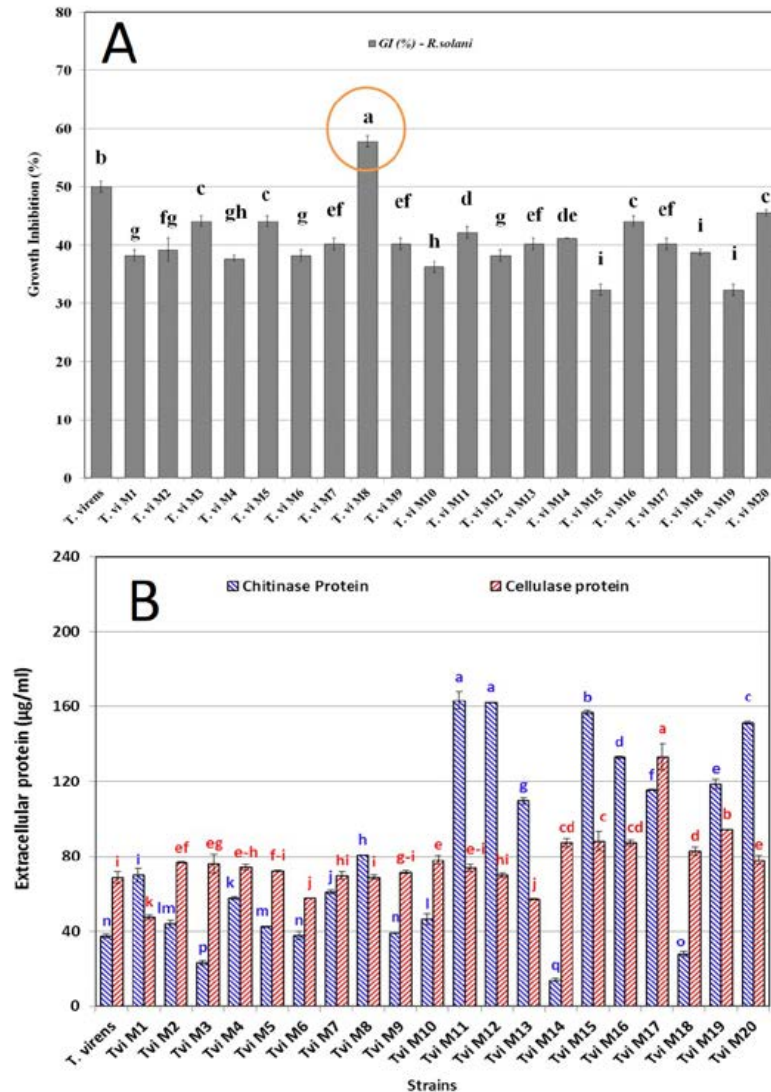 A
GI (%) - R.solani
Growth Inhibition (%)
80
70
60
50
40
30
20
10
0
b
g
fg
c
gh
c
g
ef
a
ef
h
d
g
ef
de
i
c
ef
i
i
c
T. virens
T. vi M1
T. vi M2
T. vi M3
T. vi M4
T. vi M5
T. vi M6
T. vi M7
T. vi M8
T. vi M9
T. vi M10
T. vi M11
T. vi M12
T. vi M13
T. vi M14
T. vi M15
T. vi M16
T. vi M17
T. vi M18
T. vi M19
T. vi M20
B
Chitinase Protein
Cellulase protein
Extracellular protein (µg/ml)
240
200
160
120
80
40
0
n
i
i
k
lm
ef
p
eg
k
e-h
m
f-i
n
j
j
hi
h
i
n
g-i
l
e
a
e-i
a
hi
g
j
q
cd
b
c
d
cd
f
a
o
d
e
b
c
e
T. virens
Tvi M1
Tvi M2
Tvi M3
Tvi M4
Tvi M5
Tvi M6
Tvi M7
Tvi M8
Tvi M9
Tvi M10
Tvi M11
Tvi M12
Tvi M13
Tvi M14
Tvi M15
Tvi M16
Tvi M17
Tvi M18
Tvi M19
Tvi M20
Strains